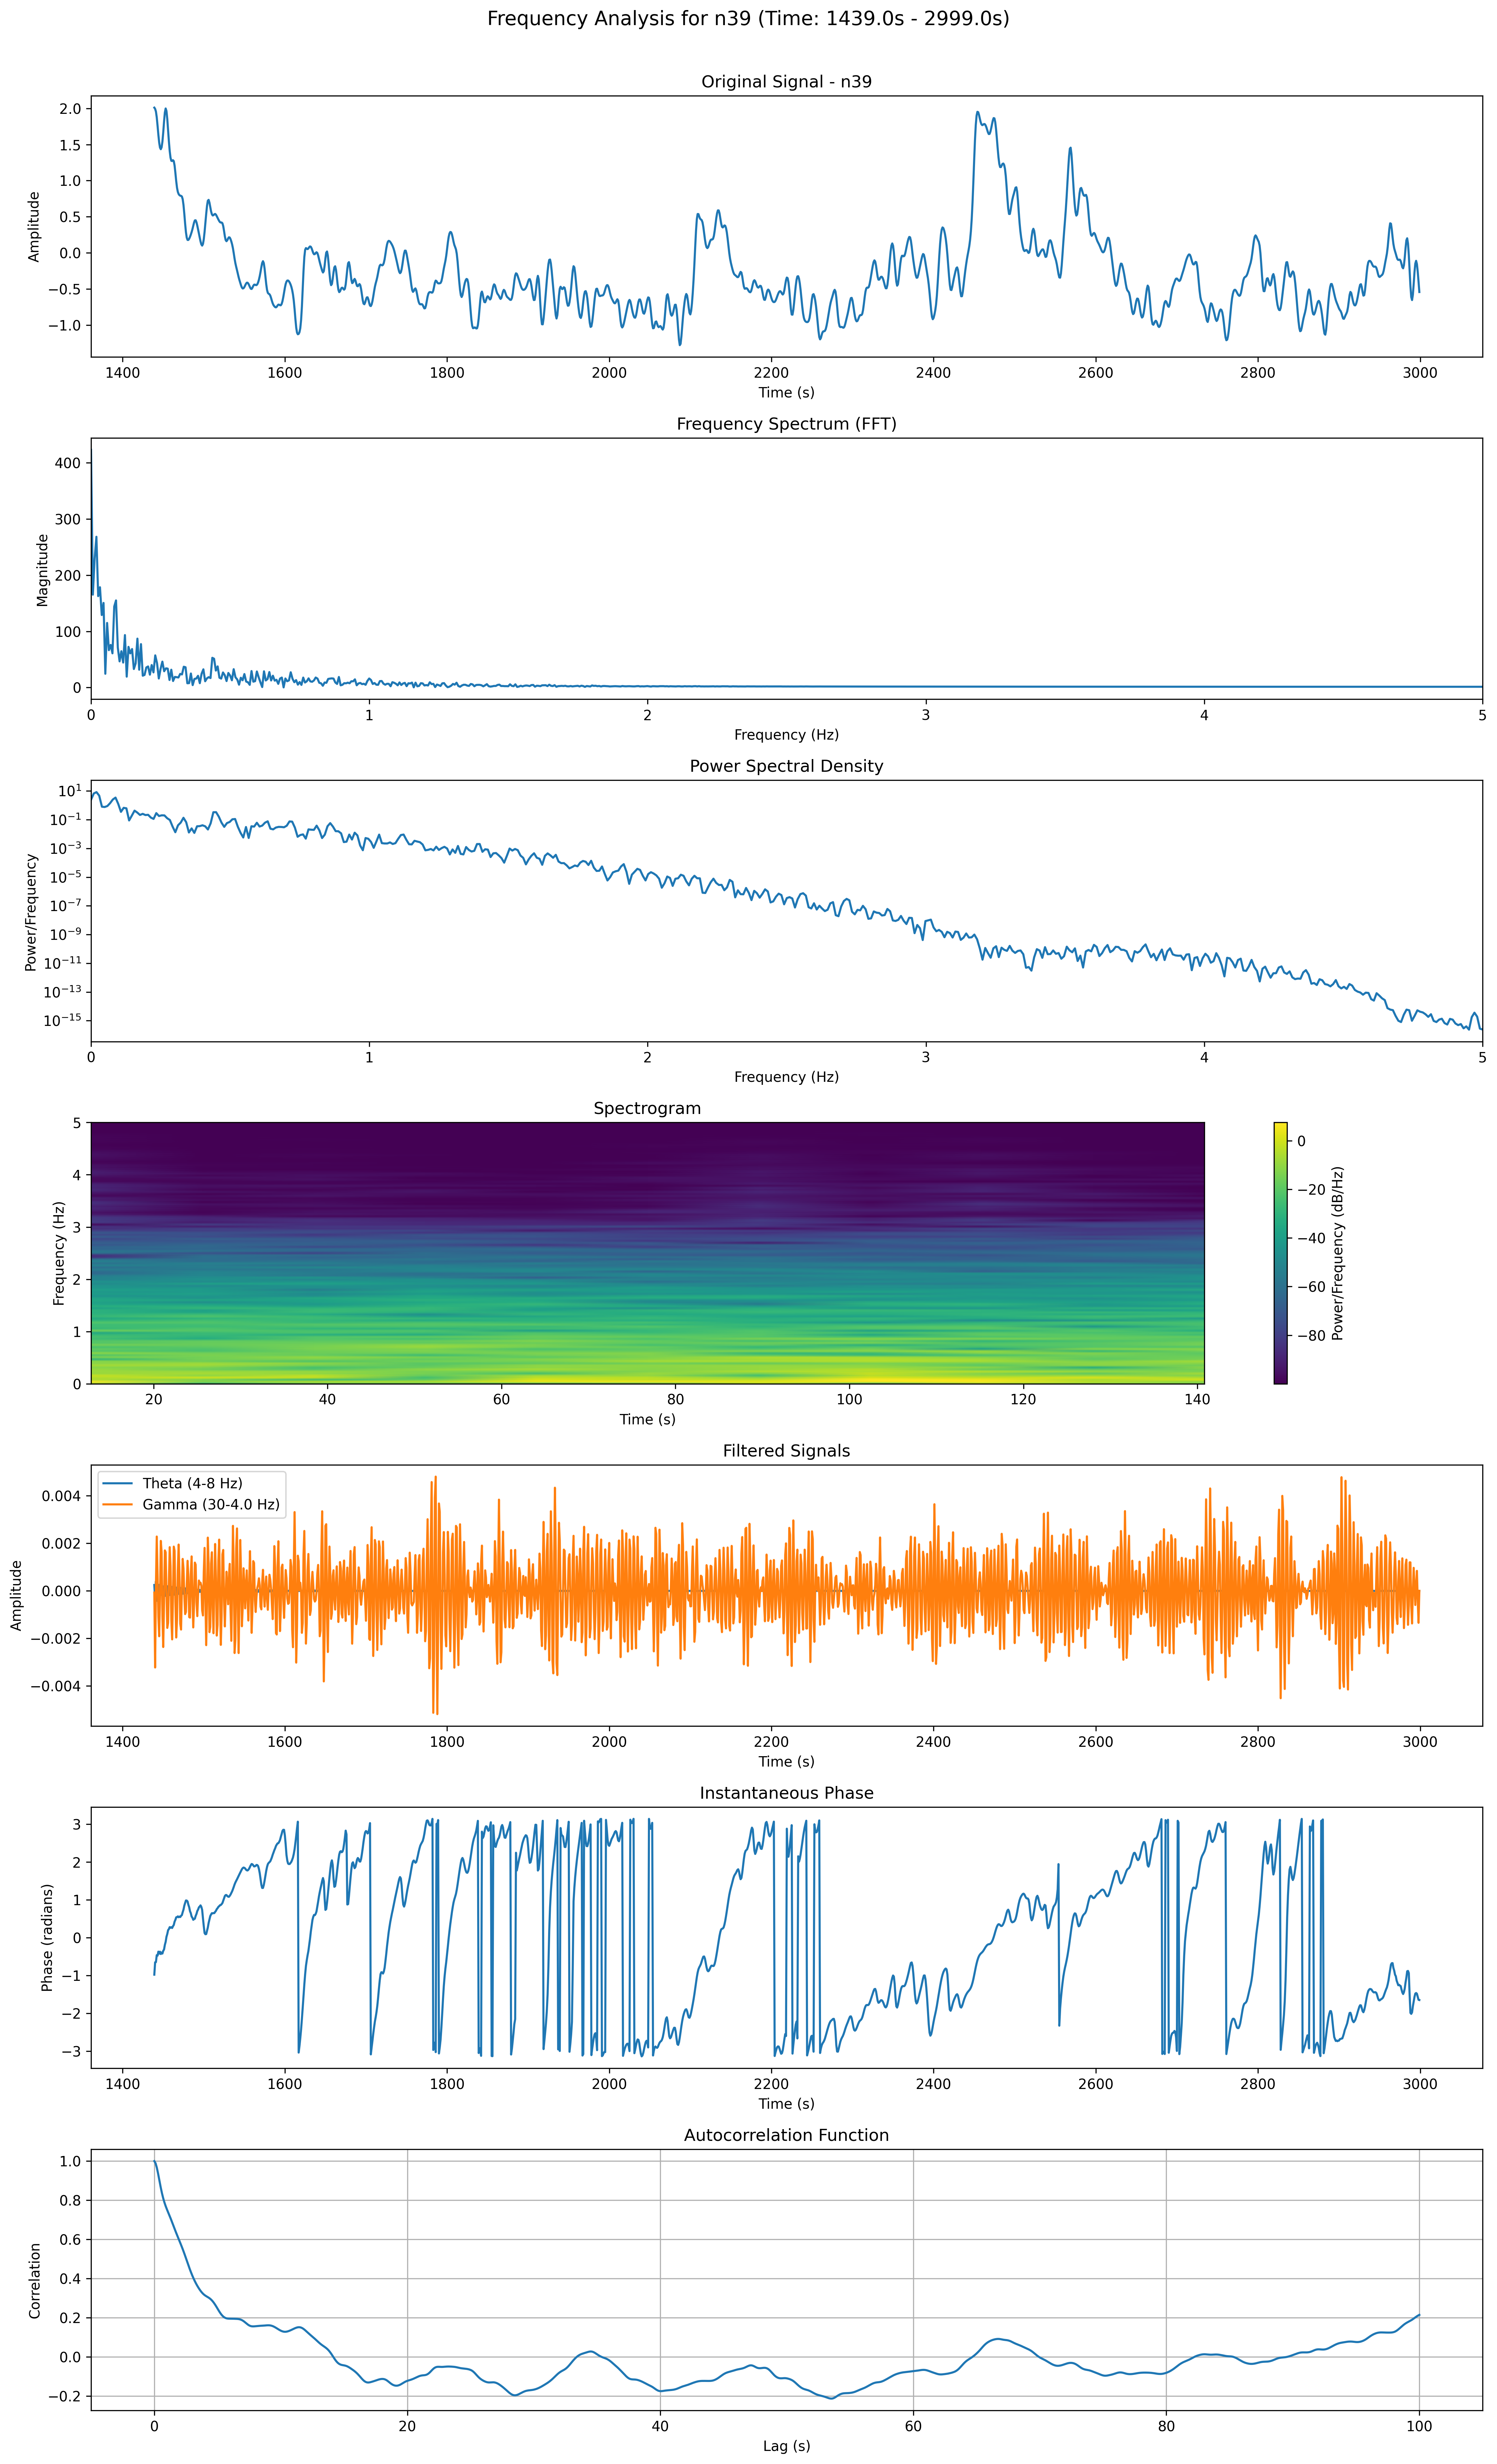 Frequency Analysis for n39 (Time: 1439.0s - 2999.0s)
Original Signal - n39
Amplitude
2.0
1.5
1.0
0.5
0.0
−0.5
−1.0
1400 1600 1800 2000 2200 2400 2600 2800 3000
Time (s)
Frequency Spectrum (FFT)
Magnitude
400
300
200
100
0
0 1 2 3 4 5
Frequency (Hz)
Power Spectral Density
Power/Frequency
10¹
10⁻¹
10⁻³
10⁻⁵
10⁻⁷
10⁻⁹
10⁻¹¹
10⁻¹³
10⁻¹⁵
0 1 2 3 4 5
Frequency (Hz)
Spectrogram
Frequency (Hz)
5
4
3
2
1
0
20 40 60 80 100 120 140
Time (s)
0
−20
−40
−60
−80
Power/Frequency (dB/Hz)
Filtered Signals
Theta (4-8 Hz)
Gamma (30-4.0 Hz)
Amplitude
0.004
0.002
0.000
−0.002
−0.004
1400 1600 1800 2000 2200 2400 2600 2800 3000
Time (s)
Instantaneous Phase
Phase (radians)
3
2
1
0
−1
−2
−3
1400 1600 1800 2000 2200 2400 2600 2800 3000
Time (s)
Autocorrelation Function
Correlation
1.0
0.8
0.6
0.4
0.2
0.0
−0.2
0 20 40 60 80 100
Lag (s)